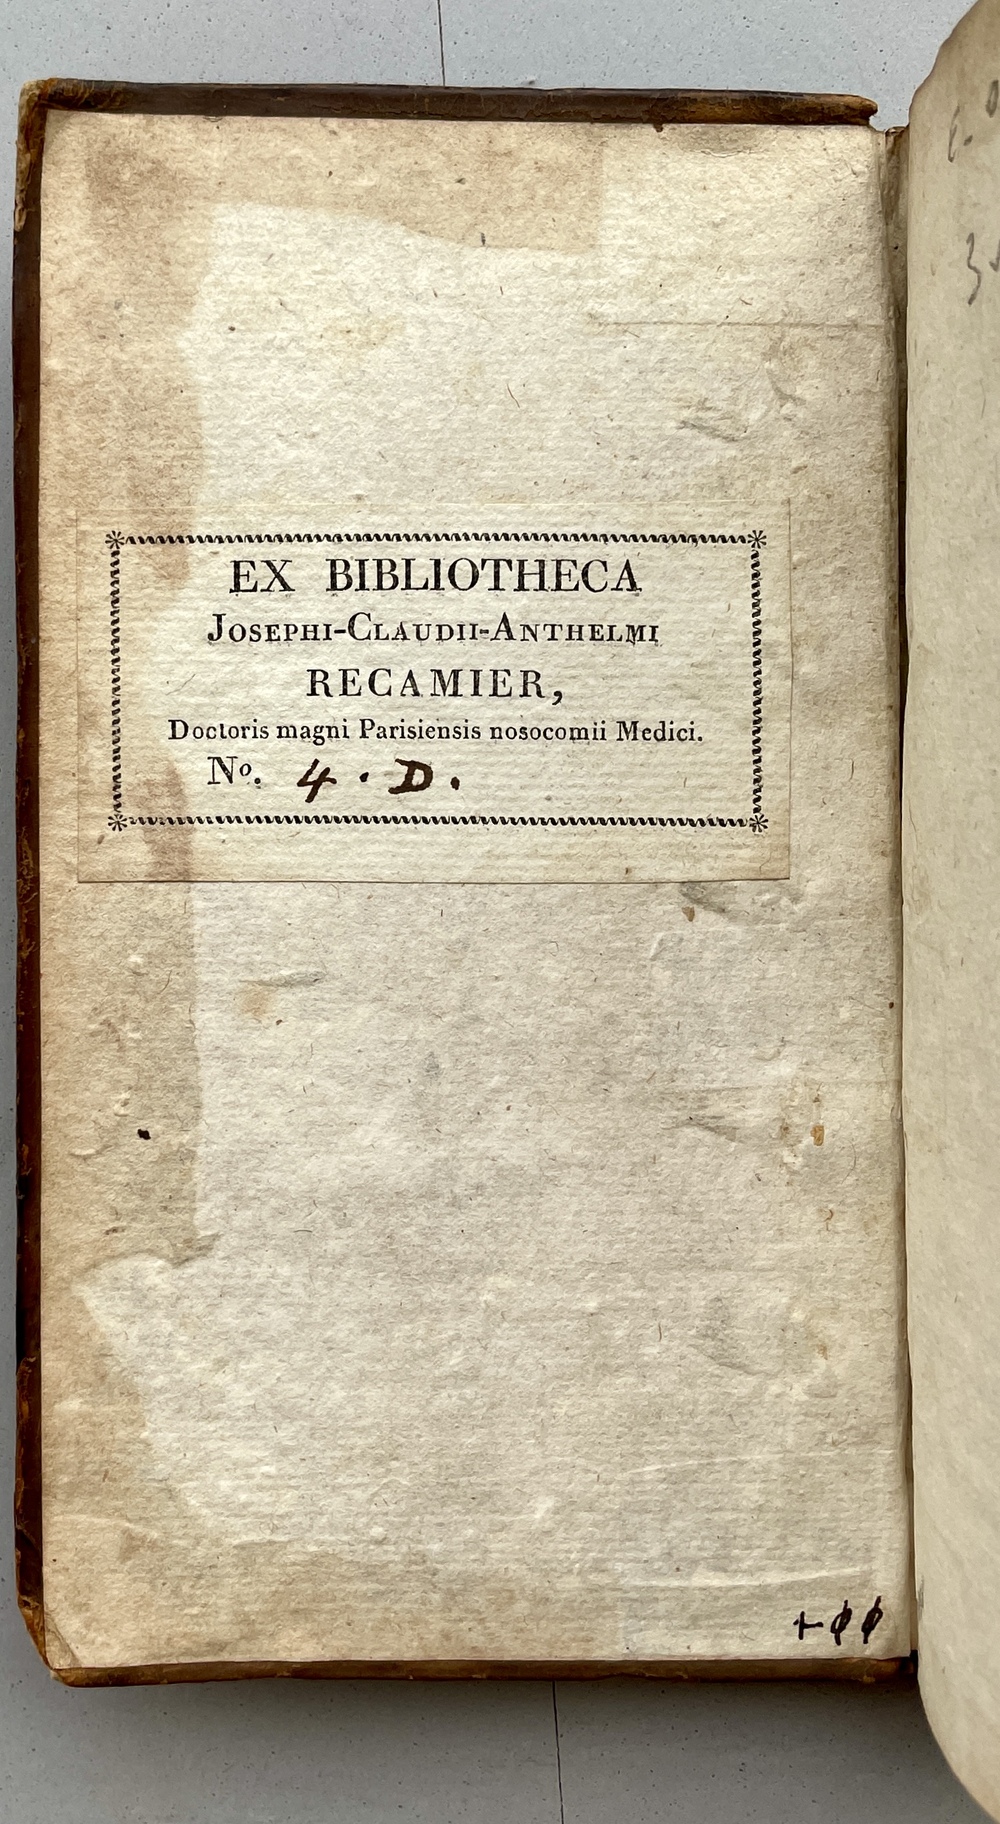 EX BIBLIOTHECA
JOSEPHI-CLAUDII-ANTHELMI
RECAMIER,
Doctoris magni Parisiensis nosocomii Medici.
Nº. 4 . D.